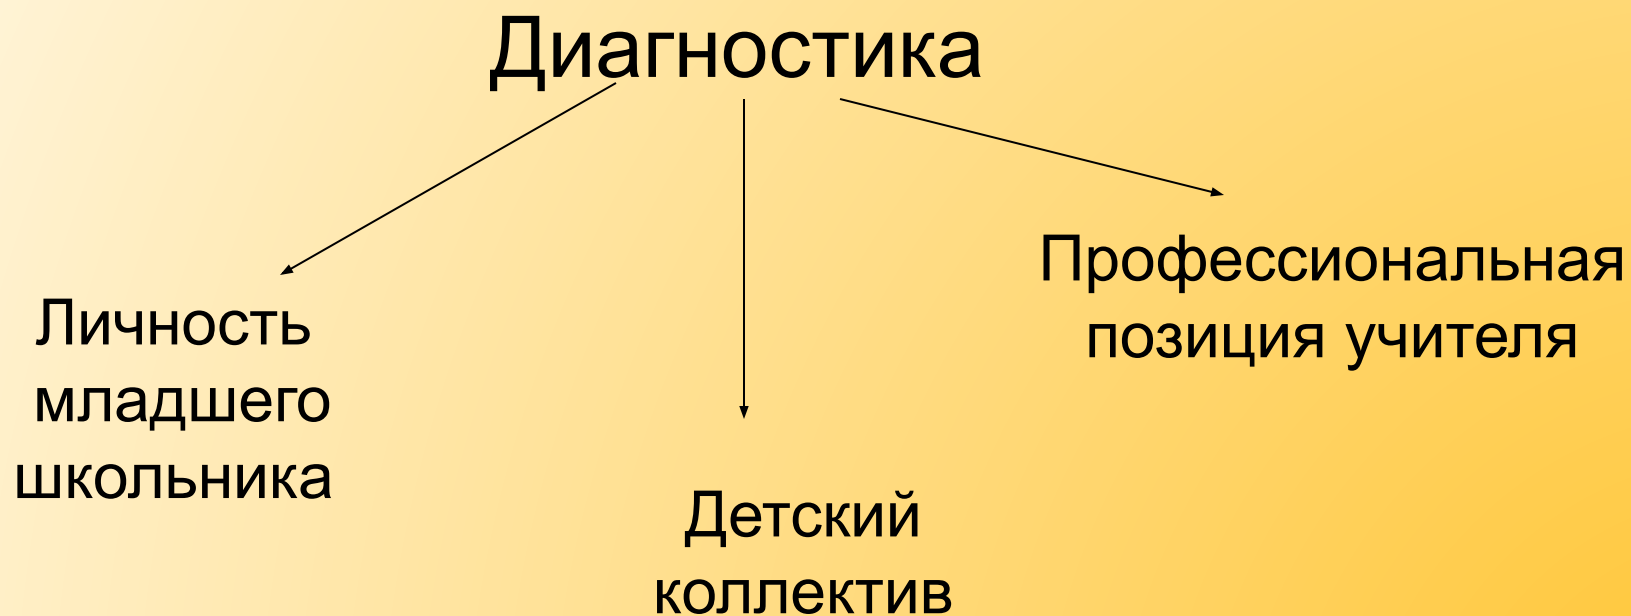 Диагностика
Личность
младшего
школьника
Детский
коллектив
Профессиональная
позиция учителя